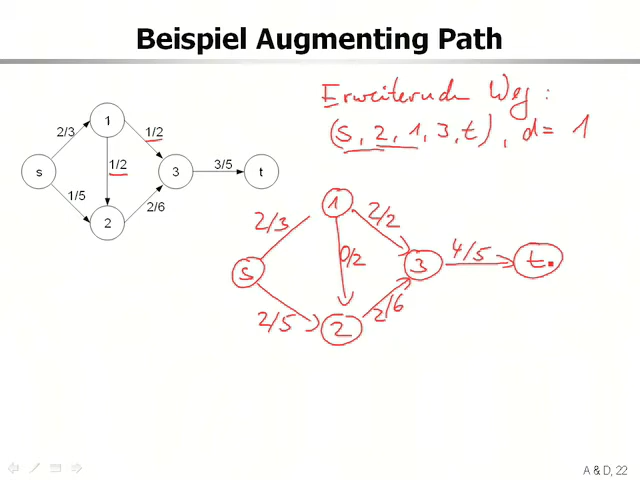 Beispiel Augmenting Path
Erweiternder Weg :
(s, 2, 1, 3, t), d = 1
1
2/3
1/2
s
1/2
3
3/5
t
1/5
2/6
2
1
2/3
2/2
s
0/2
3
4/5
t
2/5
2/6
2
A & D, 22